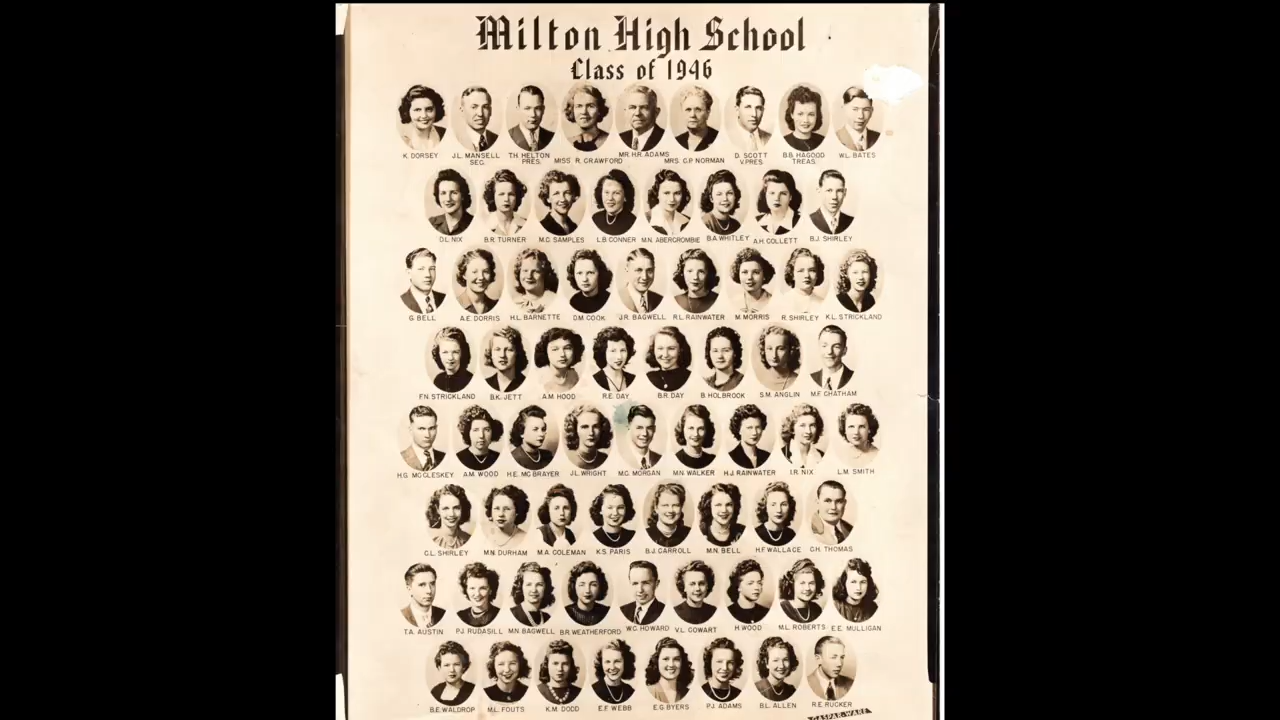 Milton High School
Class of 1946
K. DORSEY J.L. MANSELL SEC. T.H. HELTON PRES. MISS R. CRAWFORD MR. H.R. ADAMS MRS. C.P. NORMAN D. SCOTT V.PRES. B.B. HAGOOD TREAS. W.L. BATES
D.L. NIX B.R. TURNER M.C. SAMPLES L.B. CONNER M.N. ABERCROMBIE B.A. WHITLEY A.H. COLLETT B.J. SHIRLEY
G. BELL A.E. DORRIS H.L. BARNETTE D.M. COOK J.R. BAGWELL R.L. RAINWATER M. MORRIS R. SHIRLEY K.L. STRICKLAND
F.N. STRICKLAND B.K. JETT A.M. HOOD R.E. DAY B.R. DAY B. HOLBROOK S.M. ANGLIN M.F. CHATHAM
H.G. MC CLESKEY A.M. WOOD H.E. MC BRAYER J.L. WRIGHT M.C. MORGAN M.N. WALKER H.J. RAINWATER I.R. NIX L.M. SMITH
C.L. SHIRLEY M.N. DURHAM M.A. COLEMAN K.S. PARIS B.J. CARROLL M.N. BELL H.F. WALLACE C.H. THOMAS
T.A. AUSTIN P.J. RUDASILL M.N. BAGWELL B.R. WEATHERFORD W.C. HOWARD V.L. COWART H. WOOD M.L. ROBERTS E.E. MULLIGAN
B.E. WALDROP M.L. FOUTS K.M. DODD E.F. WEBB E.G. BYERS P.J. ADAMS B.L. ALLEN R.E. RUCKER
GASPAR-WARE